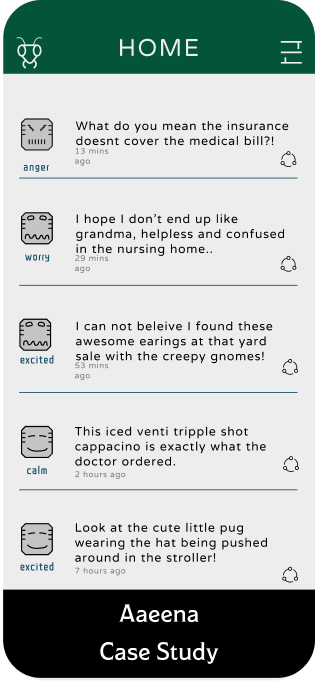 HOME
What do you mean the insurance
doesnt cover the medical bill?!
13 mins
ago
anger
I hope I don't end up like
grandma, helpless and confused
in the nursing home..
29 mins
ago
worry
I can not beleive I found these
awesome earings at that yard
sale with the creepy gnomes!
53 mins
ago
excited
This iced venti tripple shot
cappacino is exactly what the
doctor ordered.
2 hours ago
calm
Look at the cute little pug
wearing the hat being pushed
around in the stroller!
7 hours ago
excited
Aaeena
Case Study